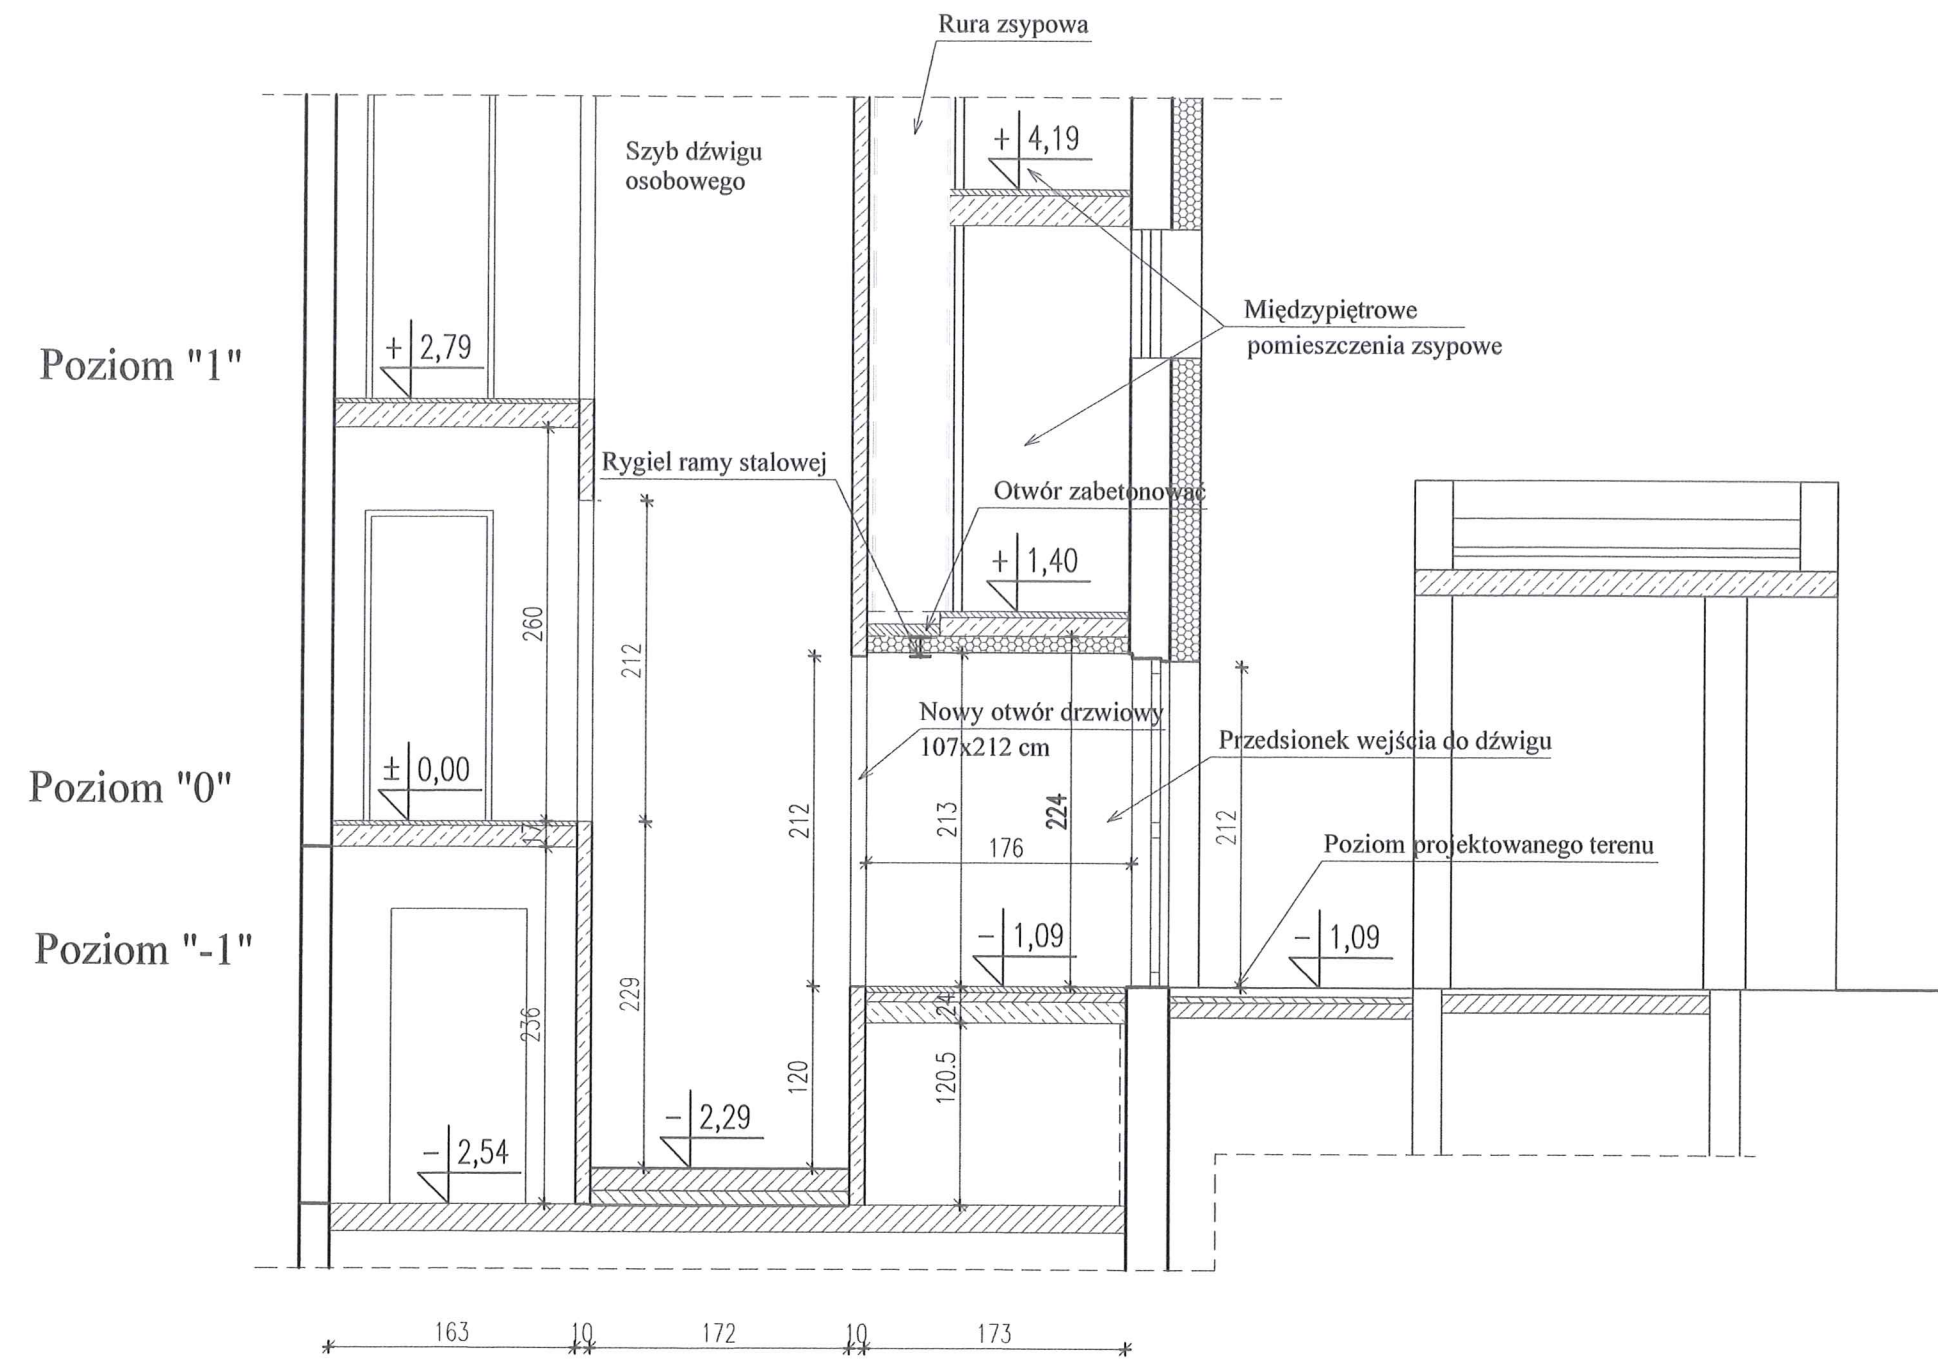 Rura zsypowa
Szyb dźwigu
osobowego
+ 4,19
Międzypiętrowe
pomieszczenia zsypowe
Poziom "1"
+ 2,79
Rygiel ramy stalowej
Otwór zabetonować
+ 1,40
260
212
Nowy otwór drzwiowy
107x212 cm
Przedsionek wejścia do dźwigu
Poziom "0"
± 0,00
17
212
213
224
212
176
Poziom projektowanego terenu
Poziom "-1"
- 1,09
- 1,09
236
229
120
24
120.5
- 2,29
- 2,54
163
10
172
10
173